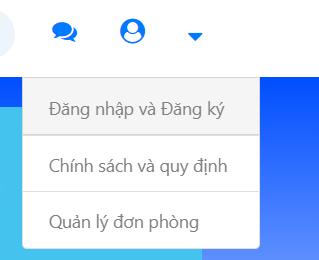 Đăng nhập và Đăng ký
Chính sách và quy định
Quản lý đơn phòng